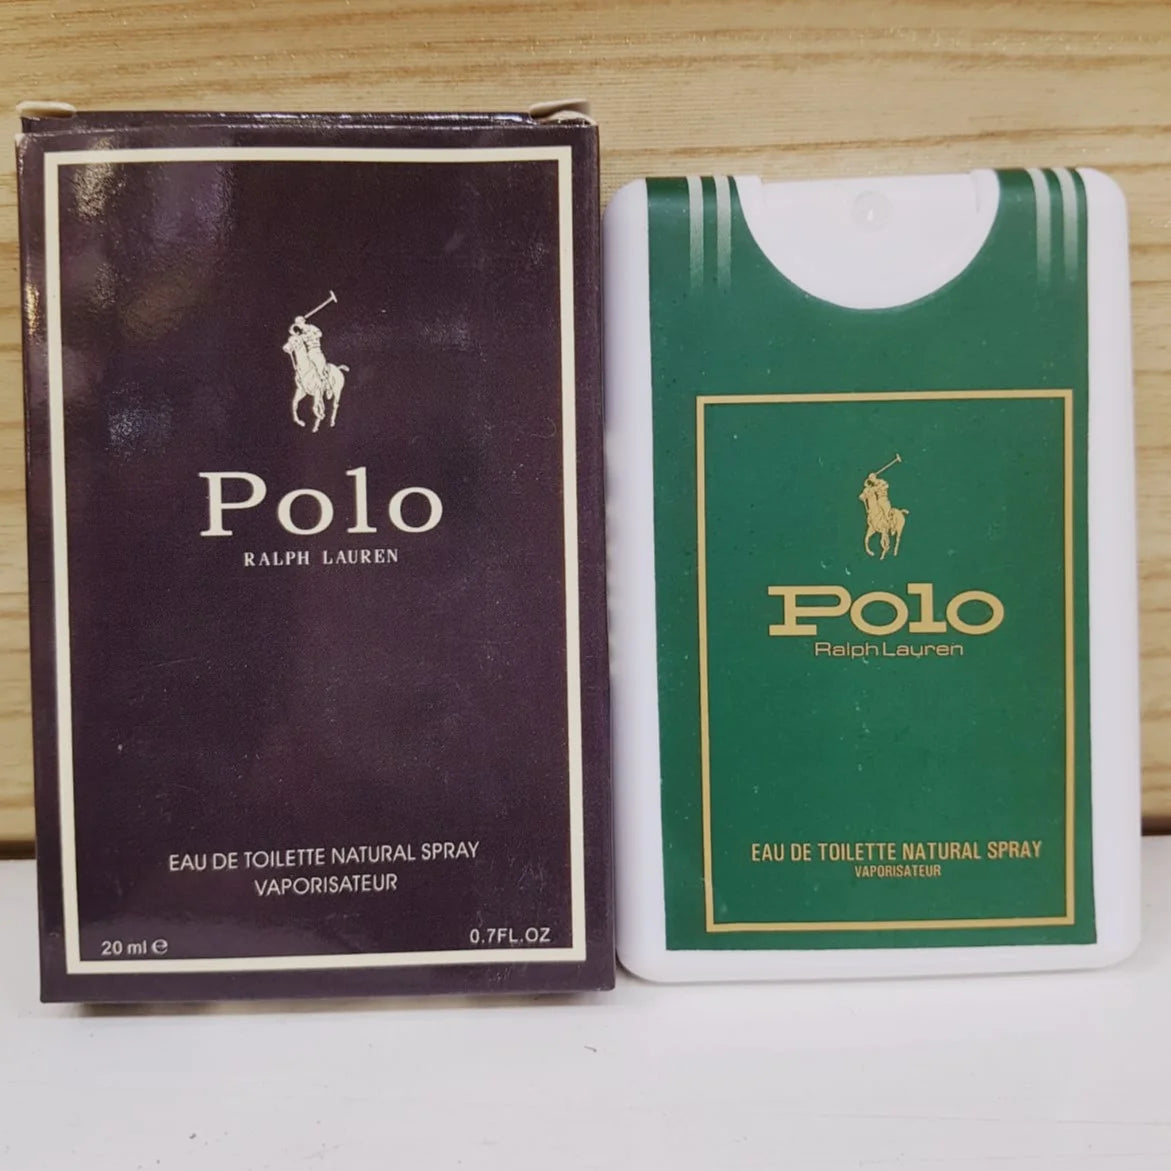 Polo
RALPH LAUREN
EAU DE TOILETTE NATURAL SPRAY
VAPORISATEUR
20 ml e
0.7FL.OZ
Polo
Ralph Lauren
EAU DE TOILETTE NATURAL SPRAY
VAPORISATEUR